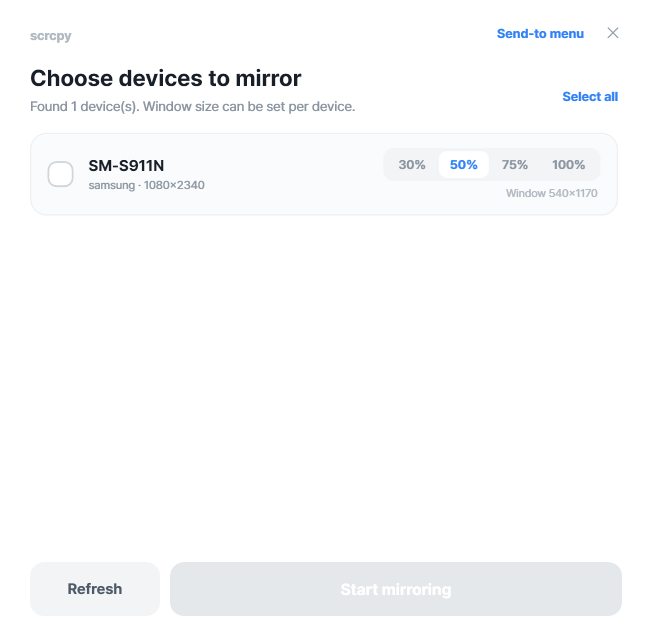 scrcpy
Send-to menu
Choose devices to mirror
Found 1 device(s). Window size can be set per device.
Select all
SM-S911N
samsung · 1080×2340
30% 50% 75% 100%
Window 540×1170
Refresh
Start mirroring